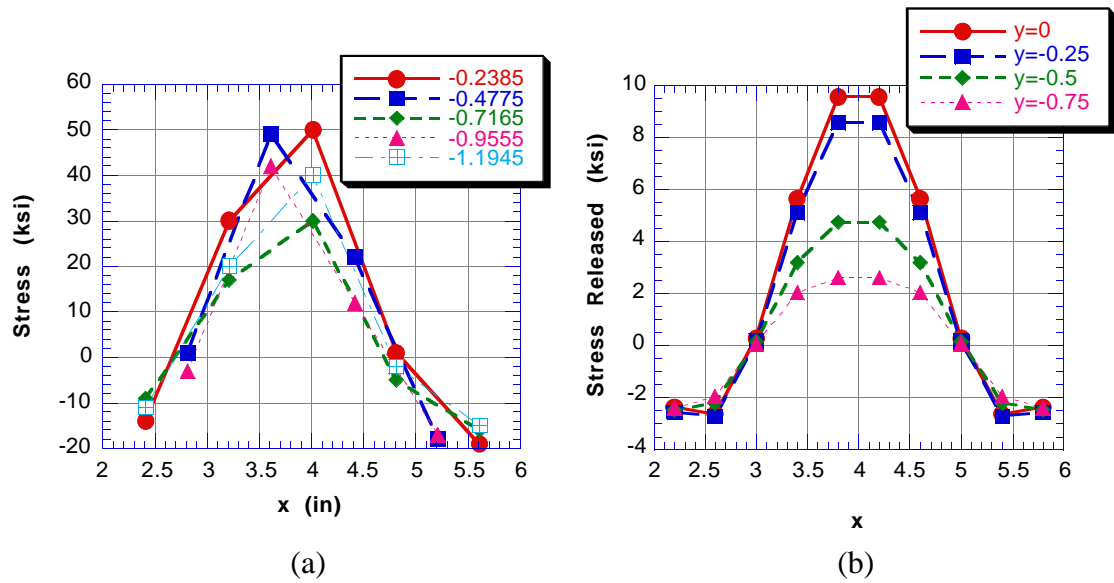 -0.2385
-0.4775
-0.7165
-0.9555
-1.1945
60
50
40
30
20
10
0
-10
-20
2 2.5 3 3.5 4 4.5 5 5.5 6
Stress (ksi)
x (in)
(a)
y=0
y=-0.25
y=-0.5
y=-0.75
10
8
6
4
2
0
-2
-4
2 2.5 3 3.5 4 4.5 5 5.5 6
Stress Released (ksi)
x
(b)